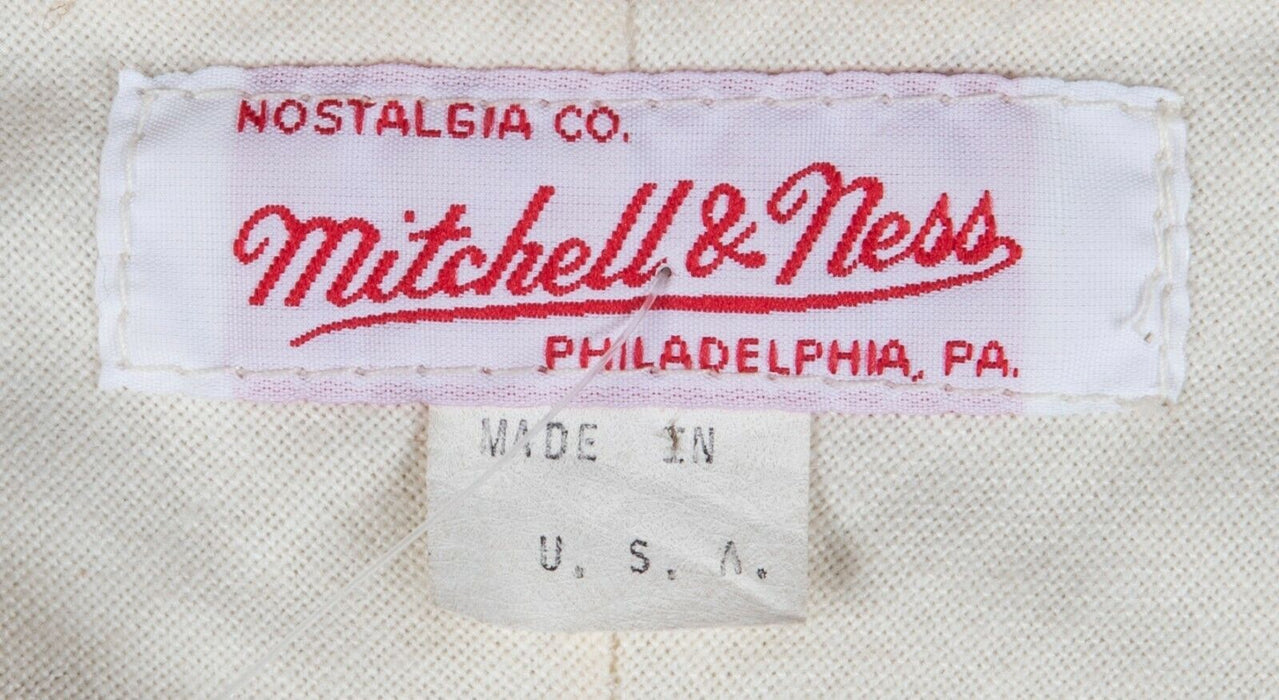 NOSTALGIA CO.
Mitchell & Ness
PHILADELPHIA, PA.
MADE IN
U. S. A.